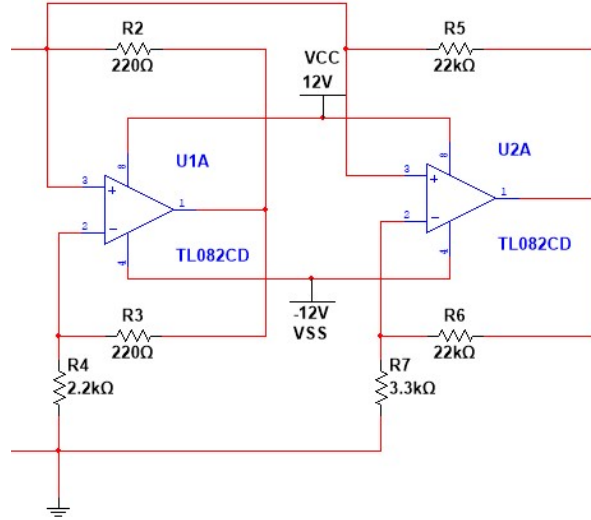 R2
220Ω
R5
22kΩ
VCC
12V
U1A
U2A
3
2
8
4
1
+
−
3
2
8
4
1
+
−
TL082CD
TL082CD
-12V
VSS
R3
220Ω
R6
22kΩ
R4
2.2kΩ
R7
3.3kΩ